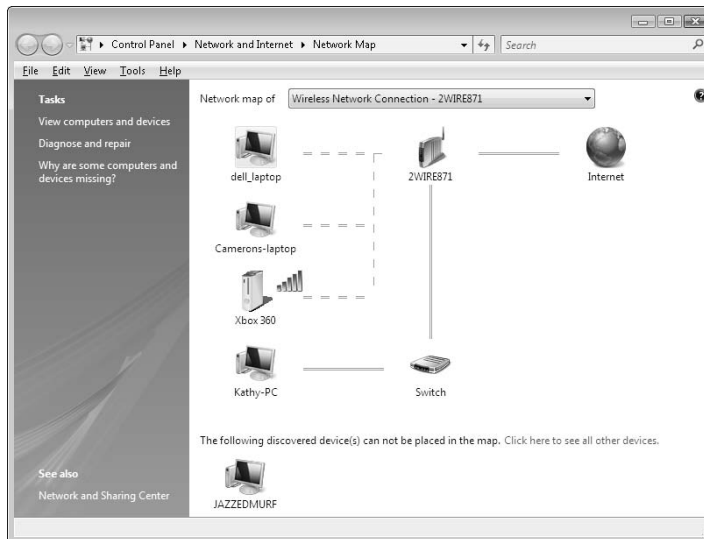 Control Panel ▸ Network and Internet ▸ Network Map
Search
File Edit View Tools Help
Tasks
View computers and devices
Diagnose and repair
Why are some computers and
devices missing?
See also
Network and Sharing Center
Network map of Wireless Network Connection - 2WIRE871
dell_laptop
2WIRE871
Internet
Camerons-laptop
Xbox 360
Kathy-PC
Switch
The following discovered device(s) can not be placed in the map. Click here to see all other devices.
JAZZEDMURF